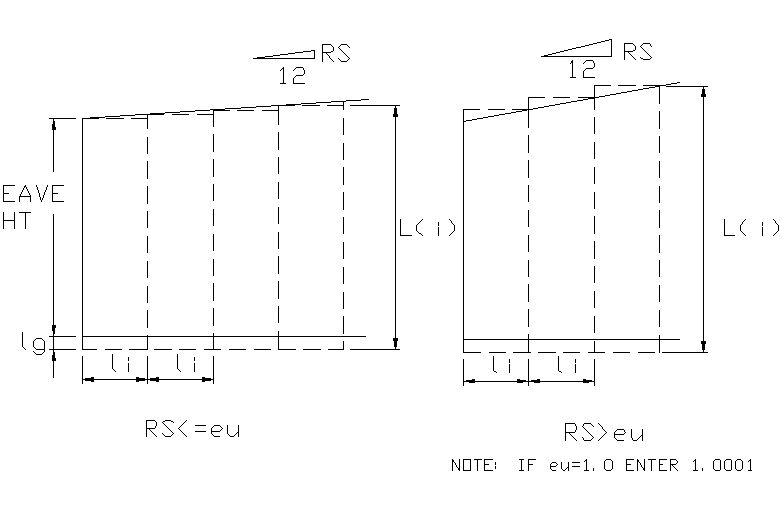 RS
12
RS
12
EAVE
HT
L(i)
L(i)
lg
li
li
li
li
RS<=eu
RS>eu
NOTE: IF eu=1.0 ENTER 1.0001